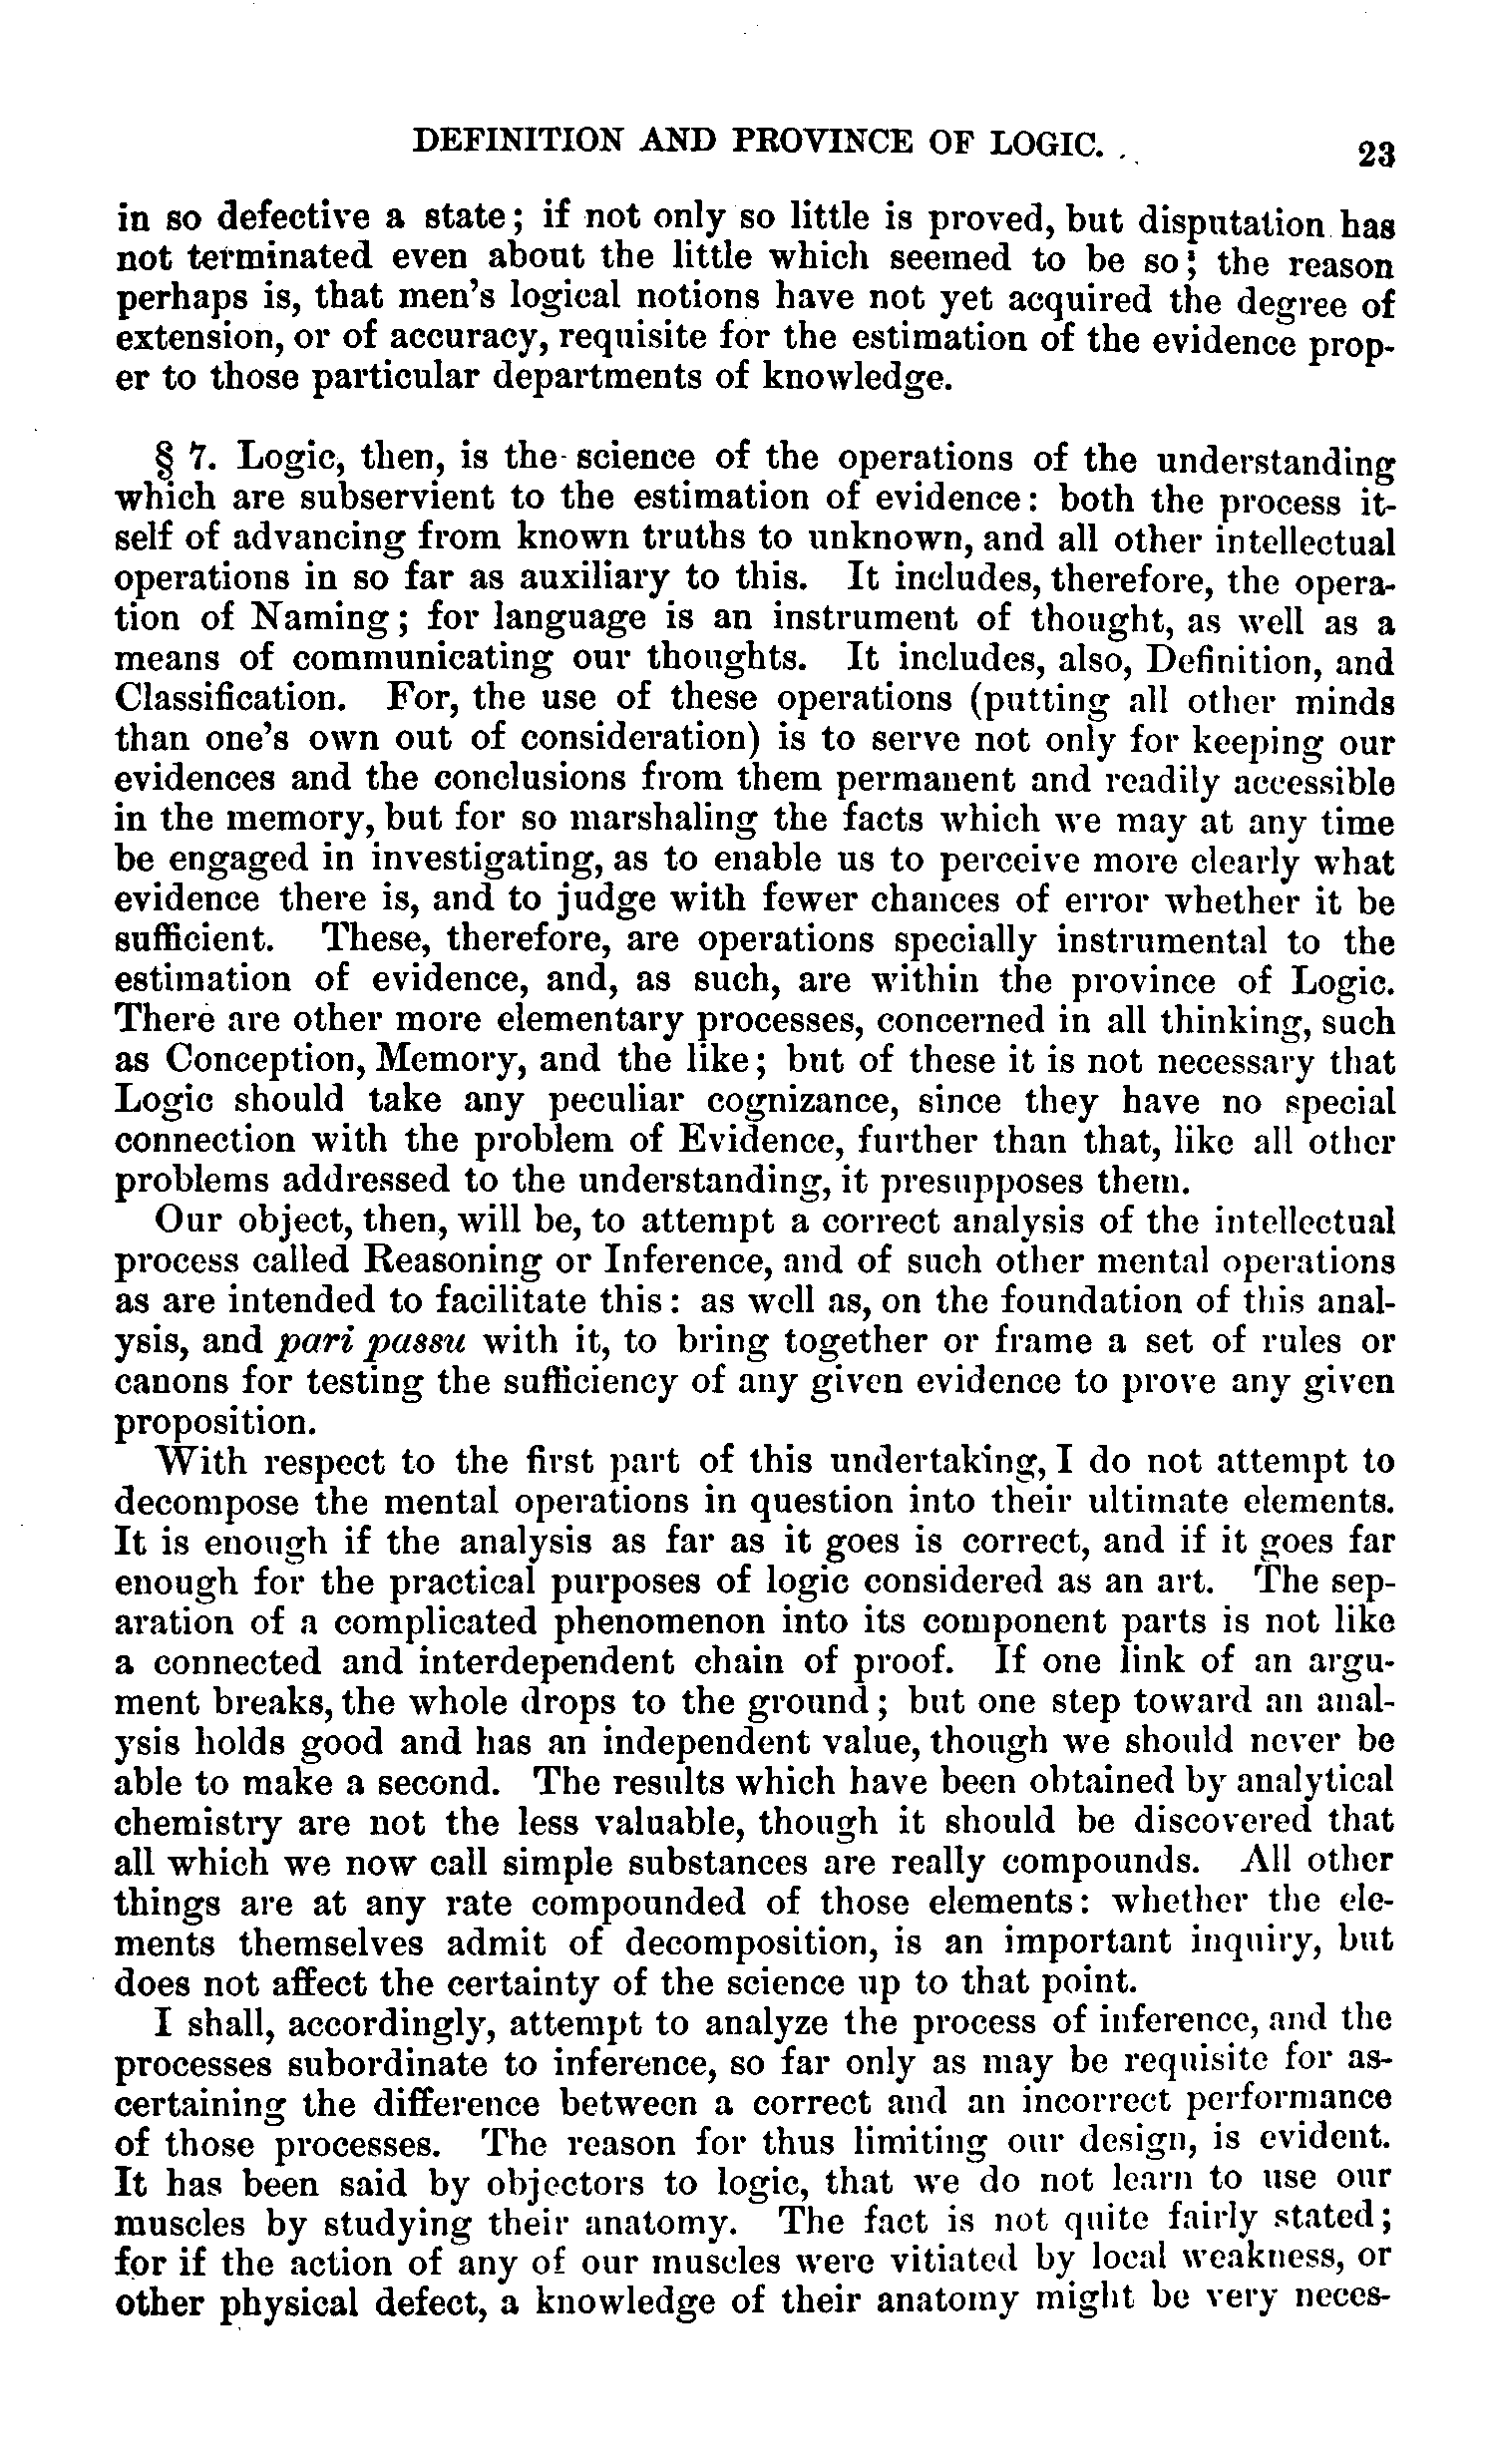 DEFINITION AND PROVINCE OF LOGIC. 23
in so defective a state; if not only so little is proved, but disputation has
not terminated even about the little which seemed to be so; the reason
perhaps is, that men's logical notions have not yet acquired the degree of
extension, or of accuracy, requisite for the estimation of the evidence prop-
er to those particular departments of knowledge.
§ 7. Logic, then, is the science of the operations of the understanding
which are subservient to the estimation of evidence: both the process it-
self of advancing from known truths to unknown, and all other intellectual
operations in so far as auxiliary to this. It includes, therefore, the opera-
tion of Naming; for language is an instrument of thought, as well as a
means of communicating our thoughts. It includes, also, Definition, and
Classification. For, the use of these operations (putting all other minds
than one's own out of consideration) is to serve not only for keeping our
evidences and the conclusions from them permanent and readily accessible
in the memory, but for so marshaling the facts which we may at any time
be engaged in investigating, as to enable us to perceive more clearly what
evidence there is, and to judge with fewer chances of error whether it be
sufficient. These, therefore, are operations specially instrumental to the
estimation of evidence, and, as such, are within the province of Logic.
There are other more elementary processes, concerned in all thinking, such
as Conception, Memory, and the like; but of these it is not necessary that
Logic should take any peculiar cognizance, since they have no special
connection with the problem of Evidence, further than that, like all other
problems addressed to the understanding, it presupposes them.
Our object, then, will be, to attempt a correct analysis of the intellectual
process called Reasoning or Inference, and of such other mental operations
as are intended to facilitate this: as well as, on the foundation of this anal-
ysis, and pari passu with it, to bring together or frame a set of rules or
canons for testing the sufficiency of any given evidence to prove any given
proposition.
With respect to the first part of this undertaking, I do not attempt to
decompose the mental operations in question into their ultimate elements.
It is enough if the analysis as far as it goes is correct, and if it goes far
enough for the practical purposes of logic considered as an art. The sep-
aration of a complicated phenomenon into its component parts is not like
a connected and interdependent chain of proof. If one link of an argu-
ment breaks, the whole drops to the ground; but one step toward an anal-
ysis holds good and has an independent value, though we should never be
able to make a second. The results which have been obtained by analytical
chemistry are not the less valuable, though it should be discovered that
all which we now call simple substances are really compounds. All other
things are at any rate compounded of those elements: whether the ele-
ments themselves admit of decomposition, is an important inquiry, but
does not affect the certainty of the science up to that point.
I shall, accordingly, attempt to analyze the process of inference, and the
processes subordinate to inference, so far only as may be requisite for as-
certaining the difference between a correct and an incorrect performance
of those processes. The reason for thus limiting our design, is evident.
It has been said by objectors to logic, that we do not learn to use our
muscles by studying their anatomy. The fact is not quite fairly stated;
for if the action of any of our muscles were vitiated by local weakness, or
other physical defect, a knowledge of their anatomy might be very neces-